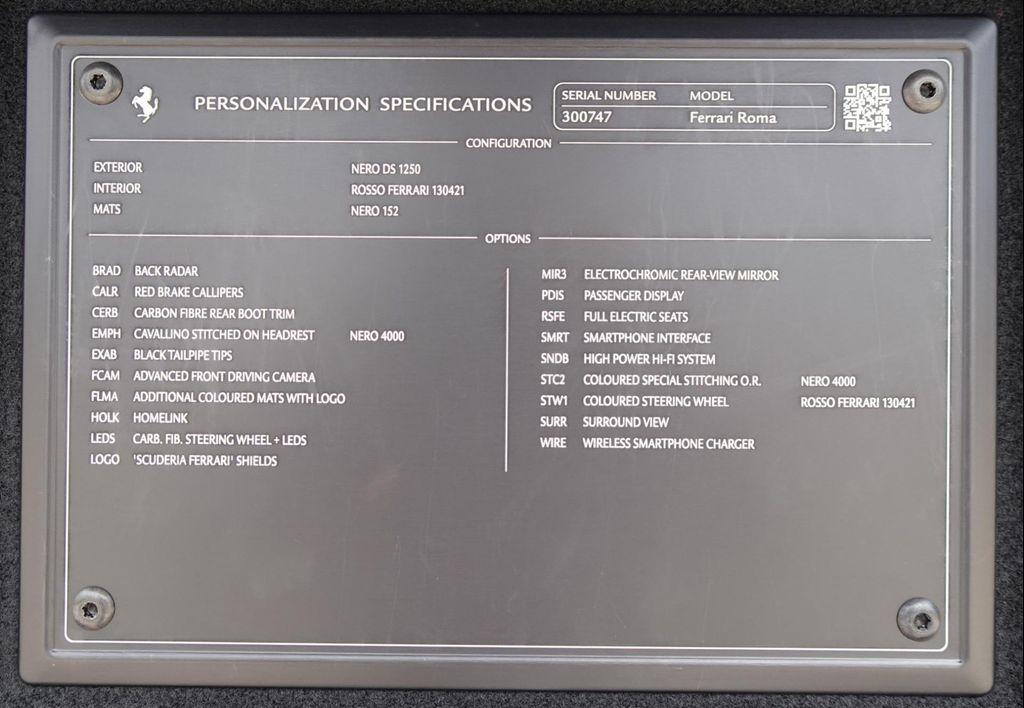 PERSONALIZATION SPECIFICATIONS
SERIAL NUMBER MODEL
300747 Ferrari Roma
CONFIGURATION
EXTERIOR NERO DS 1250
INTERIOR ROSSO FERRARI 130421
MATS NERO 152
OPTIONS
BRAD BACK RADAR
CALR RED BRAKE CALLIPERS
CERB CARBON FIBRE REAR BOOT TRIM
EMPH CAVALLINO STITCHED ON HEADREST NERO 4000
EXAB BLACK TAILPIPE TIPS
FCAM ADVANCED FRONT DRIVING CAMERA
FLMA ADDITIONAL COLOURED MATS WITH LOGO
HOLK HOMELINK
LEDS CARB. FIB. STEERING WHEEL + LEDS
LOGO 'SCUDERIA FERRARI' SHIELDS
MIR3 ELECTROCHROMIC REAR-VIEW MIRROR
PDIS PASSENGER DISPLAY
RSFE FULL ELECTRIC SEATS
SMRT SMARTPHONE INTERFACE
SNDB HIGH POWER HI-FI SYSTEM
STC2 COLOURED SPECIAL STITCHING O.R. NERO 4000
STW1 COLOURED STEERING WHEEL ROSSO FERRARI 130421
SURR SURROUND VIEW
WIRE WIRELESS SMARTPHONE CHARGER